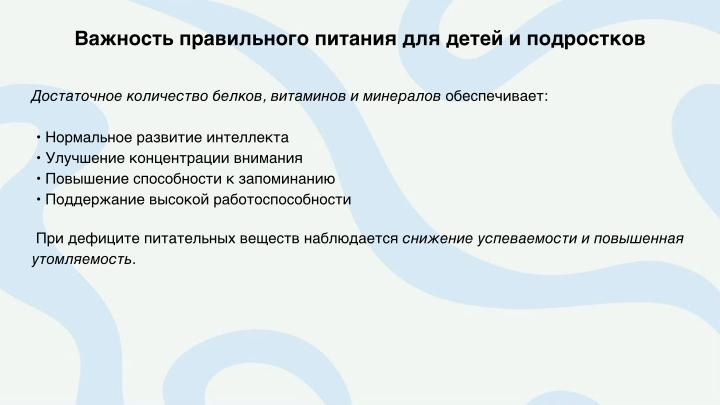 Важность правильного питания для детей и подростков
Достаточное количество белков, витаминов и минералов обеспечивает:
• Нормальное развитие интеллекта
• Улучшение концентрации внимания
• Повышение способности к запоминанию
• Поддержание высокой работоспособности
При дефиците питательных веществ наблюдается снижение успеваемости и повышенная
утомляемость.